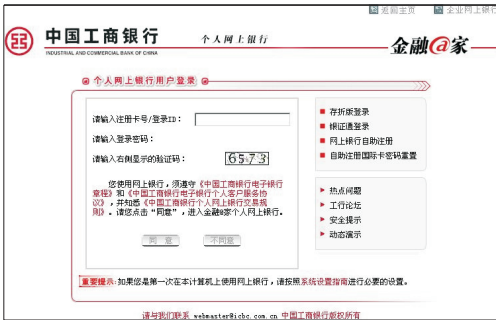 返回主页 企业网上银行
中国工商银行 个人网上银行
INDUSTRIAL AND COMMERCIAL BANK OF CHINA
金融@家
个人网上银行用户登录
请输入注册卡号/登录ID:
请输入登录密码:
请输入右侧显示的验证码: 6573
您使用网上银行,须遵守《中国工商银行电子银行
章程》和《中国工商银行电子银行个人客户服务协
议》,并知悉《中国工商银行个人网上银行交易规
则》。请您点击“同意”,进入金融@家个人网上银行。
同 意 不同意
存折版登录
银证通登录
网上银行自助注册
自助注册国际卡密码重置
热点问题
工行论坛
安全提示
动态演示
重要提示:如果您是第一次在本计算机上使用网上银行,请按照系统设置指南进行必要的设置。
请与我们联系 webmaster@icbc.com.cn 中国工商银行版权所有